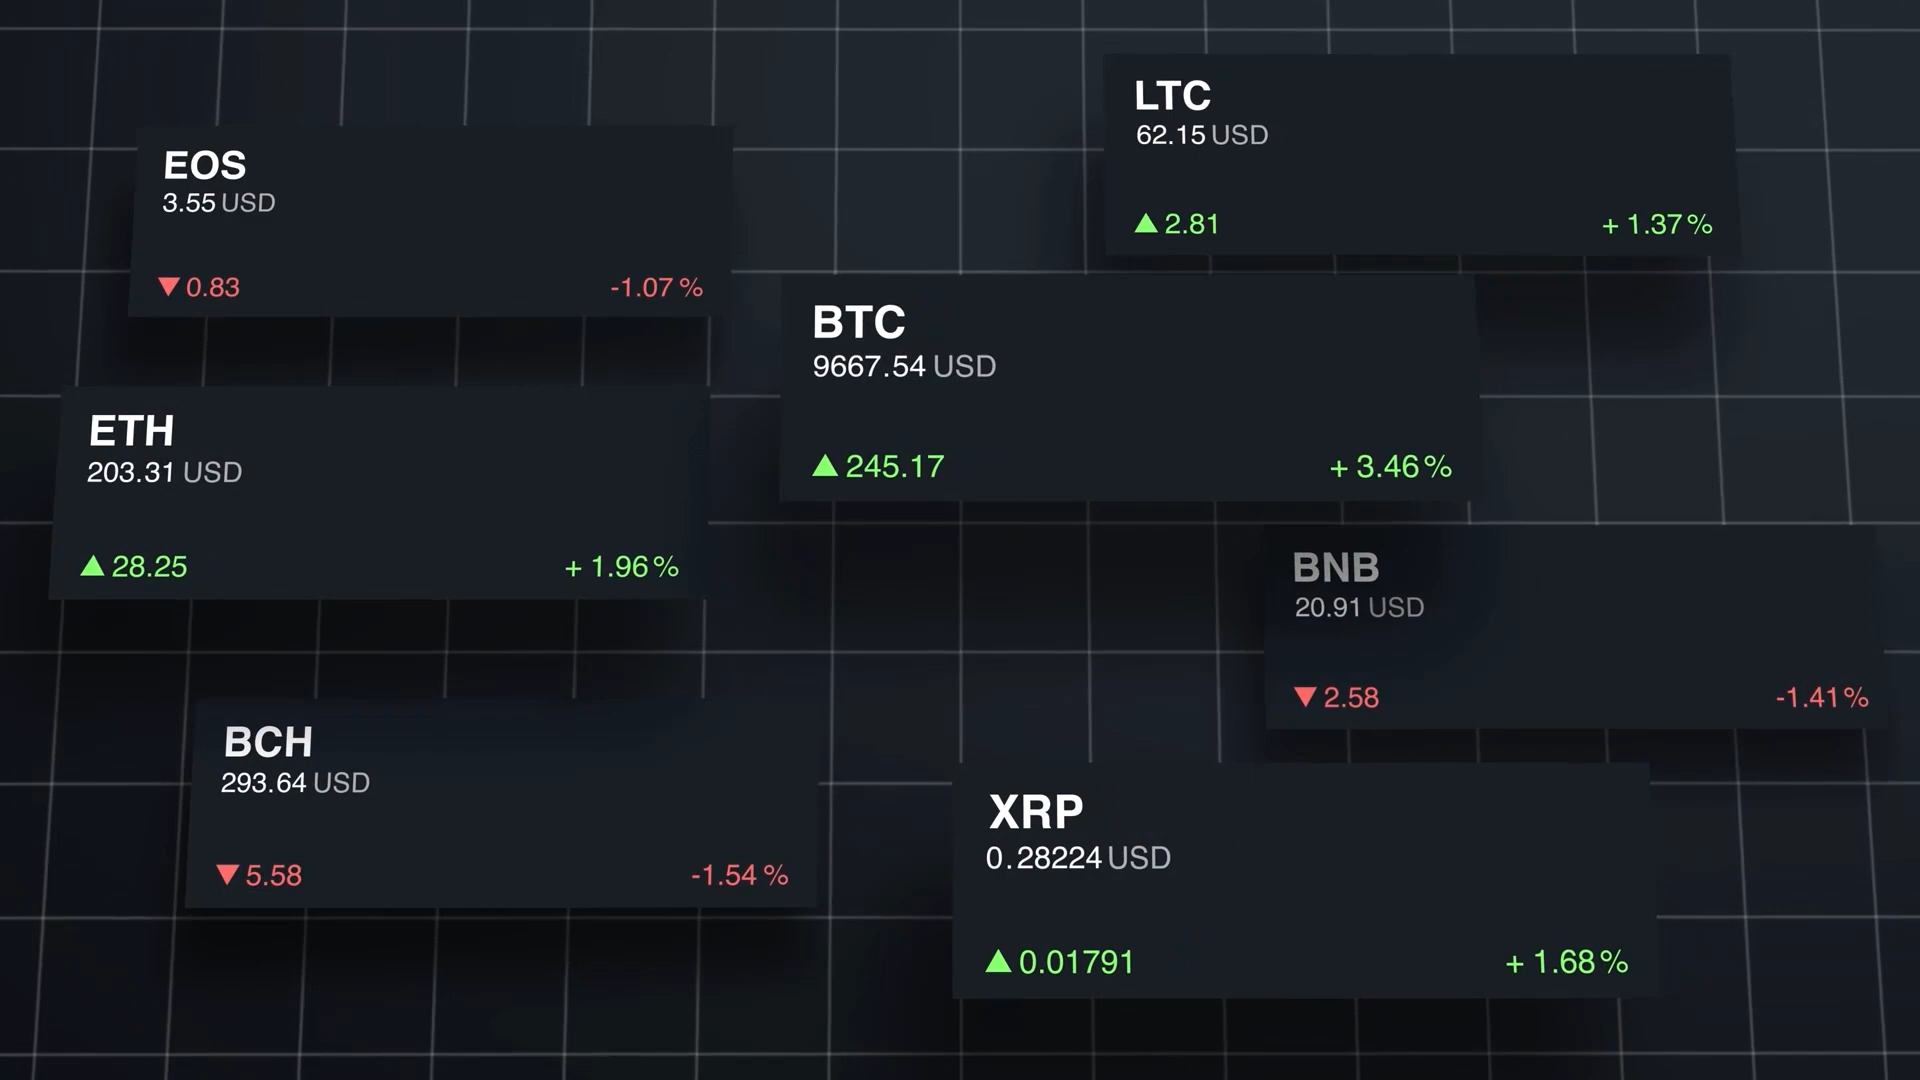 LTC
62.15 USD
▲ 2.81 + 1.37%
EOS
3.55 USD
▼ 0.83 -1.07 %
BTC
9667.54 USD
▲ 245.17 + 3.46%
ETH
203.31 USD
▲ 28.25 + 1.96%
BNB
20.91 USD
▼ 2.58 -1.41%
BCH
293.64 USD
▼ 5.58 -1.54 %
XRP
0.28224 USD
▲ 0.01791 + 1.68%